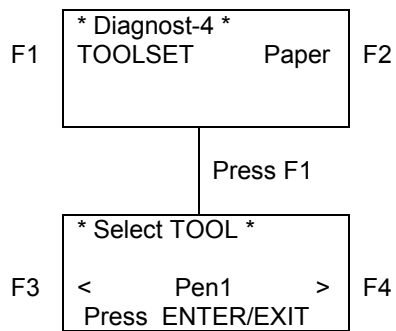 * Diagnost-4 *
F1 TOOLSET Paper F2
Press F1
* Select TOOL *
F3 < Pen1 > F4
Press ENTER/EXIT